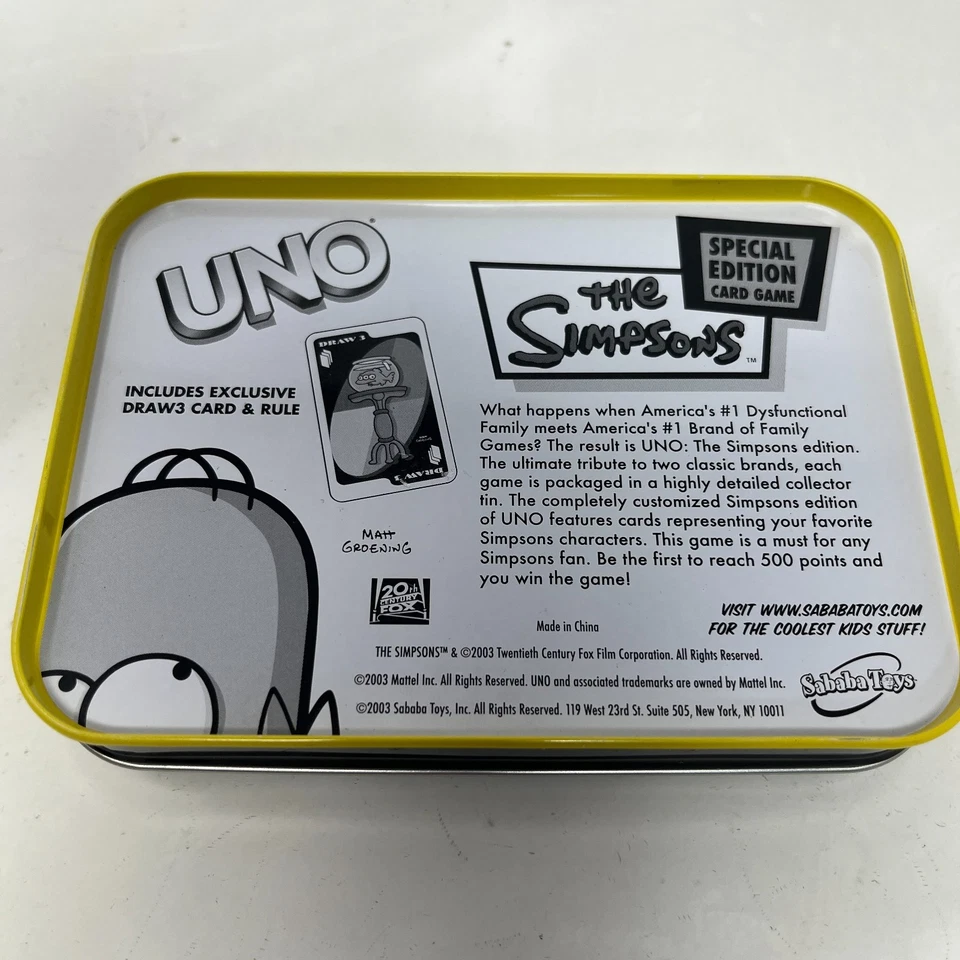 UNO
SPECIAL
EDITION
CARD GAME
THE
SIMPSONS™
DRAW 3
DRAW 3
INCLUDES EXCLUSIVE
DRAW3 CARD & RULE
What happens when America's #1 Dysfunctional
Family meets America's #1 Brand of Family
Games? The result is UNO: The Simpsons edition.
The ultimate tribute to two classic brands, each
game is packaged in a highly detailed collector
tin. The completely customized Simpsons edition
of UNO features cards representing your favorite
Simpsons characters. This game is a must for any
Simpsons fan. Be the first to reach 500 points and
you win the game!
MATT
GROENING
20th
CENTURY
FOX
VISIT WWW.SABABATOYS.COM
FOR THE COOLEST KIDS STUFF!
Made in China
THE SIMPSONS™ & ©2003 Twentieth Century Fox Film Corporation. All Rights Reserved.
©2003 Mattel Inc. All Rights Reserved. UNO and associated trademarks are owned by Mattel Inc.
©2003 Sababa Toys, Inc. All Rights Reserved. 119 West 23rd St. Suite 505, New York, NY 10011
Sababa Toys